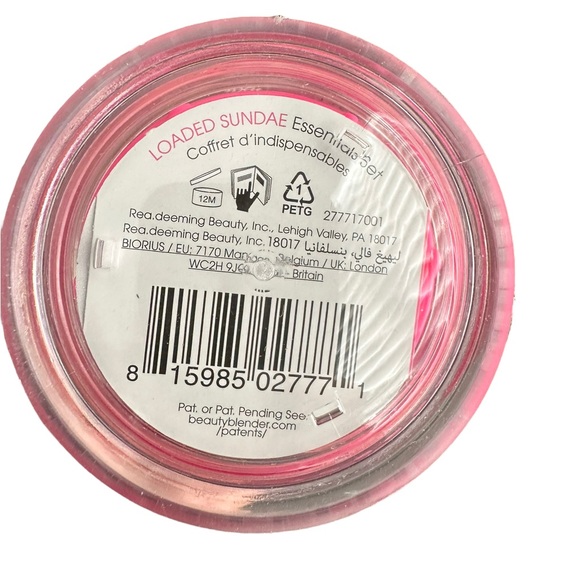 LOADED SUNDAE Essentials Set
Coffret d'indispensables
12M
1
PETG
277717001
Rea.deeming Beauty, Inc., Lehigh Valley, PA 18017
Rea.deeming Beauty, Inc. 18017 ليهيغ فالي، بنسلفانيا
BIORIUS / EU: 7170 Belgium / UK: London
WC2H Britain
8 15985 02777 1
Pat. or Pat. Pending See
beautyblender.com
/patents/